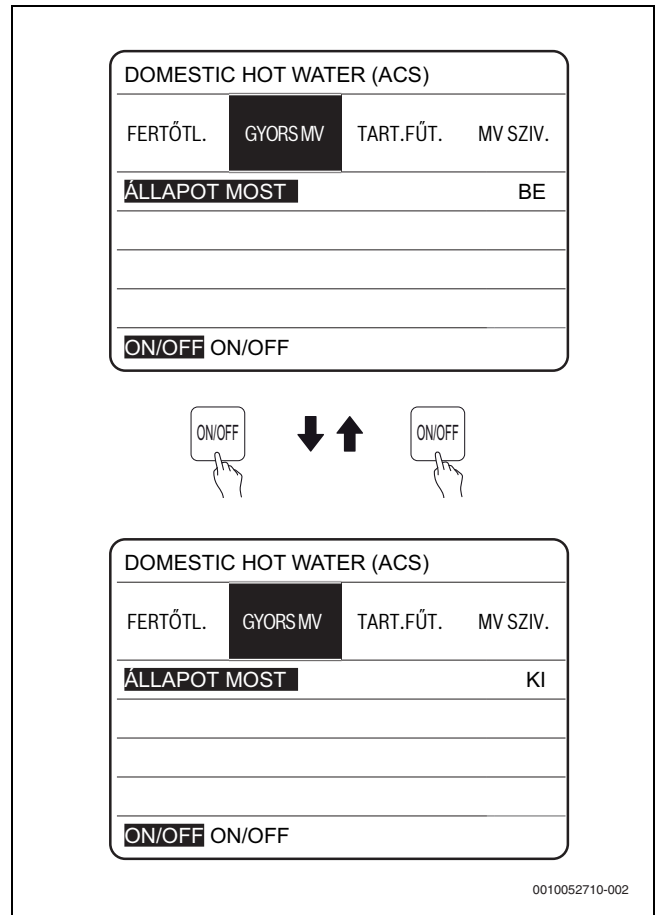 DOMESTIC HOT WATER (ACS)
FERTŐTL. GYORS MV TART.FŰT. MV SZIV.
ÁLLAPOT MOST BE
ON/OFF ON/OFF
ON/OFF ON/OFF
DOMESTIC HOT WATER (ACS)
FERTŐTL. GYORS MV TART.FŰT. MV SZIV.
ÁLLAPOT MOST KI
ON/OFF ON/OFF
0010052710-002